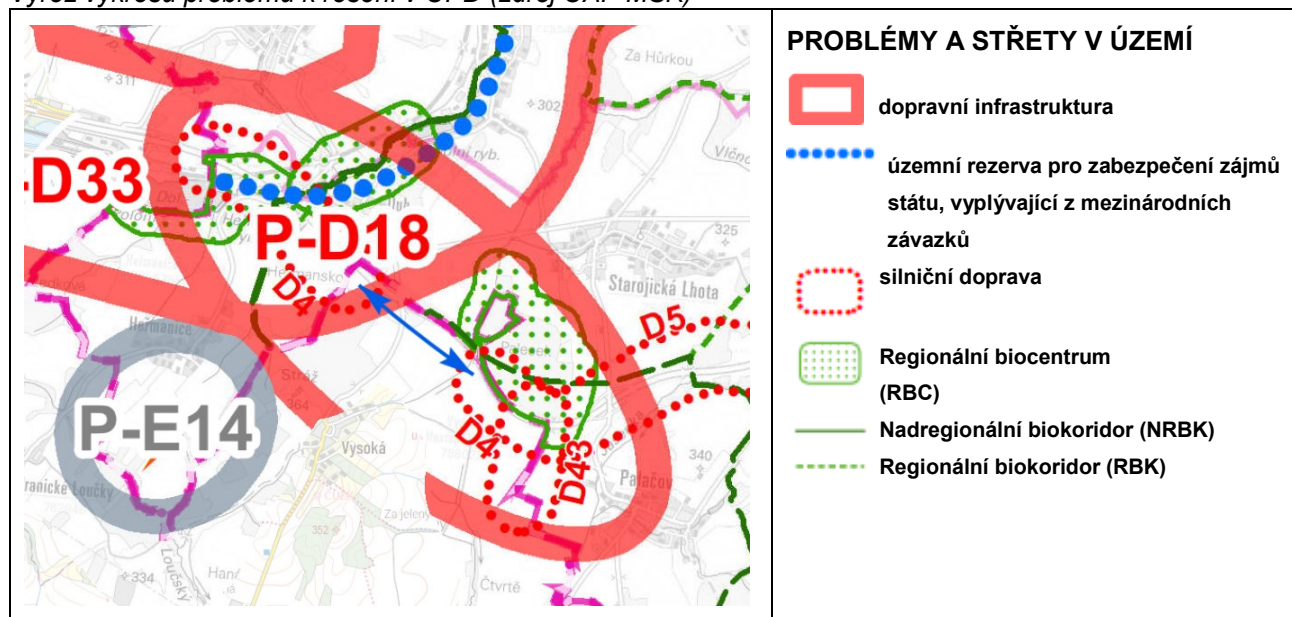 Výřez výkresu problémů k řešení v ÚPD (zdroj ÚAP MSK)
PROBLÉMY A STŘETY V ÚZEMÍ
dopravní infrastruktura
územní rezerva pro zabezpečení zájmů
státu, vyplývající z mezinárodních
závazků
silniční doprava
Regionální biocentrum
(RBC)
Nadregionální biokoridor (NRBK)
Regionální biokoridor (RBK)
311
Za Hůrkou
302
Vlčno
-D33
P-D18
325
Starojická Lhota
D4
D5
Heřmanice
Stráž
364
P-E14
Vysoká
D4
D43
340
Palačov
352
Za jelený
334
Loučský
Čtvrtě